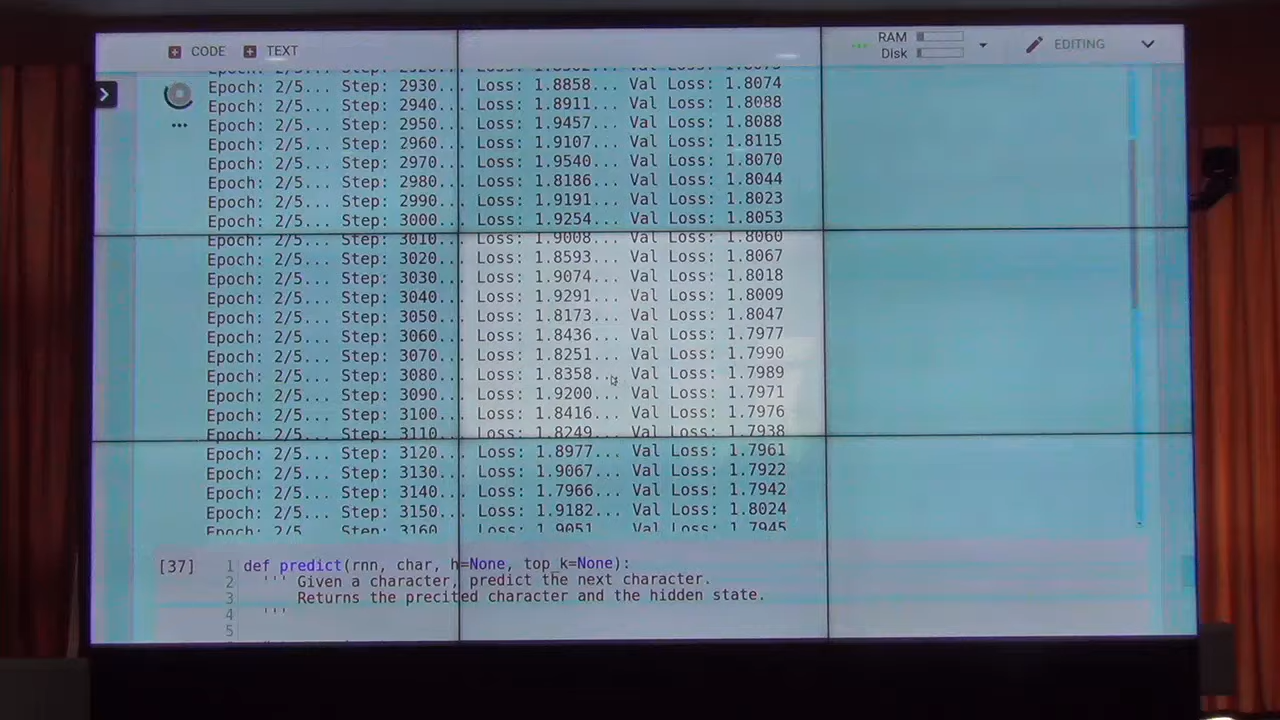 CODE TEXT RAM Disk EDITING
Epoch: 2/5... Step: 2930... Loss: 1.8858... Val Loss: 1.8074
Epoch: 2/5... Step: 2940... Loss: 1.8911... Val Loss: 1.8088
Epoch: 2/5... Step: 2950... Loss: 1.9457... Val Loss: 1.8088
Epoch: 2/5... Step: 2960... Loss: 1.9107... Val Loss: 1.8115
Epoch: 2/5... Step: 2970... Loss: 1.9540... Val Loss: 1.8070
Epoch: 2/5... Step: 2980... Loss: 1.8186... Val Loss: 1.8044
Epoch: 2/5... Step: 2990... Loss: 1.9191... Val Loss: 1.8023
Epoch: 2/5... Step: 3000... Loss: 1.9254... Val Loss: 1.8053
Epoch: 2/5... Step: 3010... Loss: 1.9008... Val Loss: 1.8060
Epoch: 2/5... Step: 3020... Loss: 1.8593... Val Loss: 1.8067
Epoch: 2/5... Step: 3030... Loss: 1.9074... Val Loss: 1.8018
Epoch: 2/5... Step: 3040... Loss: 1.9291... Val Loss: 1.8009
Epoch: 2/5... Step: 3050... Loss: 1.8173... Val Loss: 1.8047
Epoch: 2/5... Step: 3060... Loss: 1.8436... Val Loss: 1.7977
Epoch: 2/5... Step: 3070... Loss: 1.8251... Val Loss: 1.7990
Epoch: 2/5... Step: 3080... Loss: 1.8358... Val Loss: 1.7989
Epoch: 2/5... Step: 3090... Loss: 1.9200... Val Loss: 1.7971
Epoch: 2/5... Step: 3100... Loss: 1.8416... Val Loss: 1.7976
Epoch: 2/5... Step: 3110... Loss: 1.8249... Val Loss: 1.7938
Epoch: 2/5... Step: 3120... Loss: 1.8977... Val Loss: 1.7961
Epoch: 2/5... Step: 3130... Loss: 1.9067... Val Loss: 1.7922
Epoch: 2/5... Step: 3140... Loss: 1.7966... Val Loss: 1.7942
Epoch: 2/5... Step: 3150... Loss: 1.9182... Val Loss: 1.8024
Epoch: 2/5... Step: 3160... Loss: 1.9051... Val Loss: 1.7945
[37] 1 def predict(rnn, char, h=None, top_k=None):
2 ''' Given a character, predict the next character.
3 Returns the precited character and the hidden state.
4 '''
5